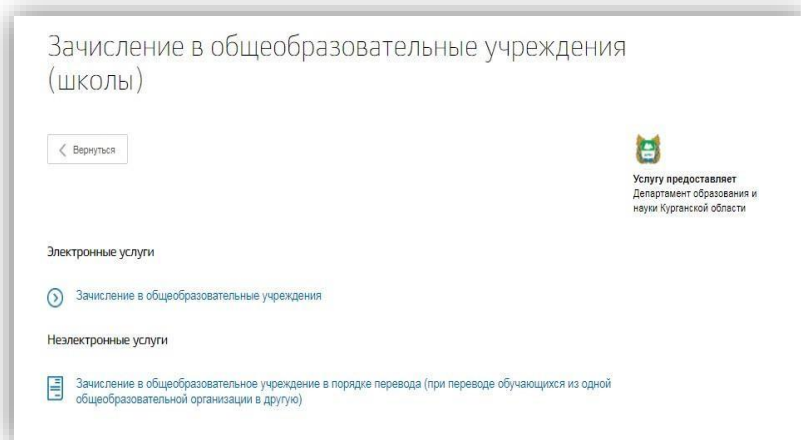 Зачисление в общеобразовательные учреждения
(школы)
Вернуться
Услугу предоставляет
Департамент образования и
науки Курганской области
Электронные услуги
Зачисление в общеобразовательные учреждения
Неэлектронные услуги
Зачисление в общеобразовательное учреждение в порядке перевода (при переводе обучающихся из одной
общеобразовательной организации в другую)